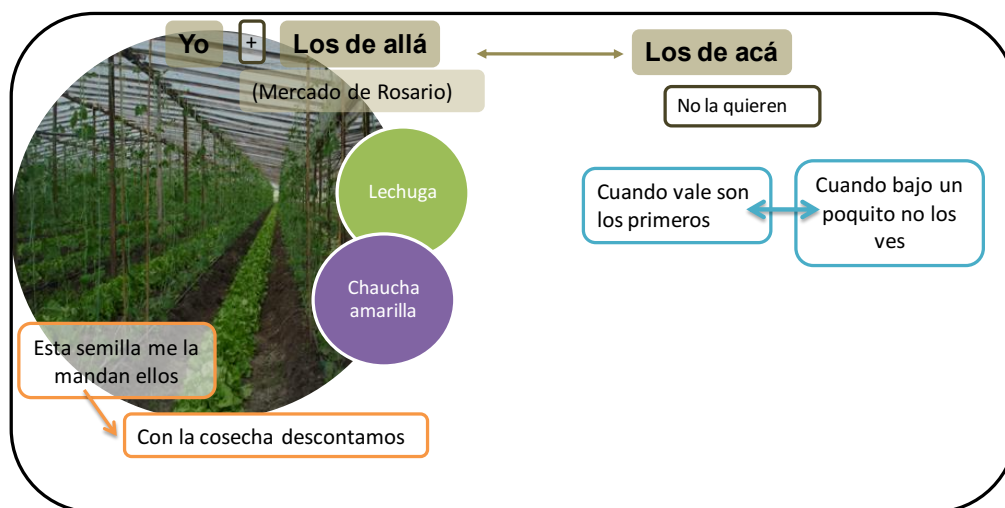 Yo + Los de allá
(Mercado de Rosario)
Los de acá
No la quieren
Lechuga
Chaucha
amarilla
Cuando vale son
los primeros
Cuando bajo un
poquito no los
ves
Esta semilla me la
mandan ellos
Con la cosecha descontamos